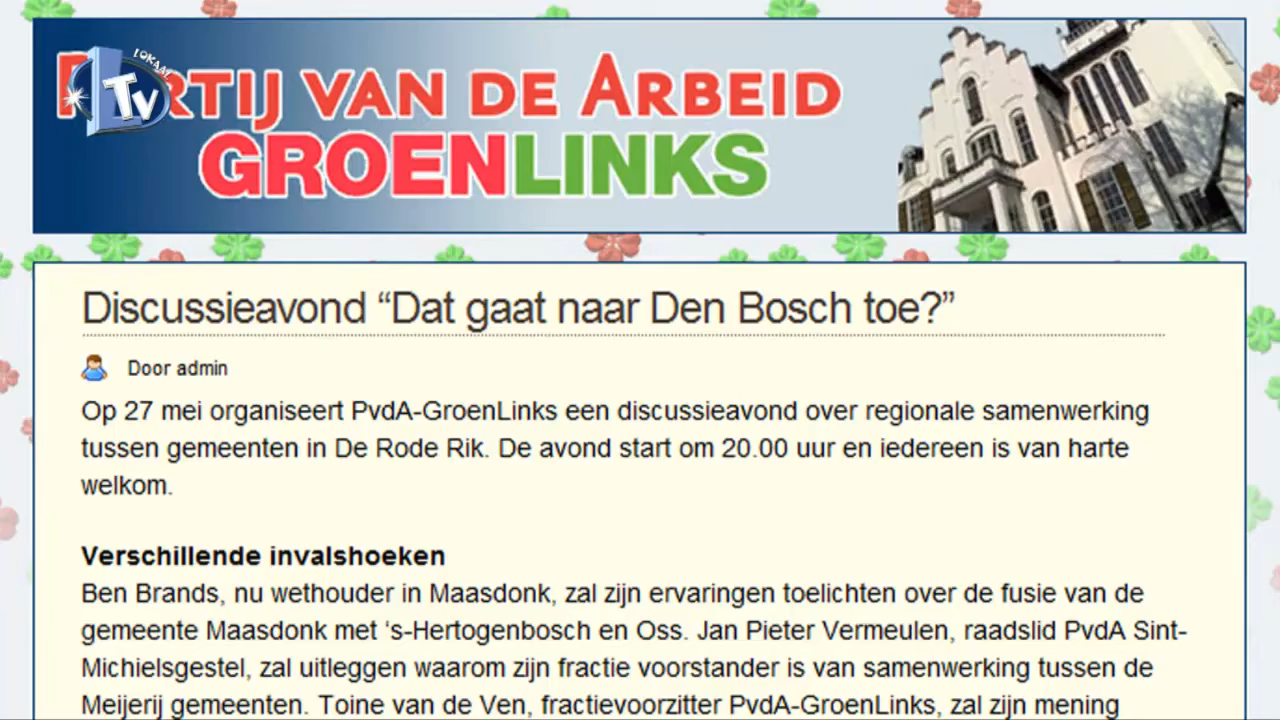 LOKAAL
TV
PARTIJ VAN DE ARBEID
GROENLINKS
Discussieavond “Dat gaat naar Den Bosch toe?”
Door admin
Op 27 mei organiseert PvdA-GroenLinks een discussieavond over regionale samenwerking
tussen gemeenten in De Rode Rik. De avond start om 20.00 uur en iedereen is van harte
welkom.
Verschillende invalshoeken
Ben Brands, nu wethouder in Maasdonk, zal zijn ervaringen toelichten over de fusie van de
gemeente Maasdonk met ‘s-Hertogenbosch en Oss. Jan Pieter Vermeulen, raadslid PvdA Sint-
Michielsgestel, zal uitleggen waarom zijn fractie voorstander is van samenwerking tussen de
Meijerij gemeenten. Toine van de Ven, fractievoorzitter PvdA-GroenLinks, zal zijn mening